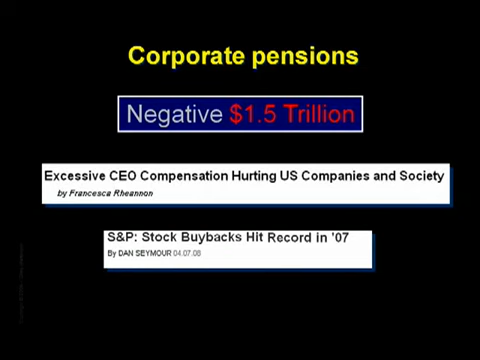 Corporate pensions
Negative $1.5 Trillion
Excessive CEO Compensation Hurting US Companies and Society
by Francesca Rheannon
S&P: Stock Buybacks Hit Record in '07
By DAN SEYMOUR 04.07.08